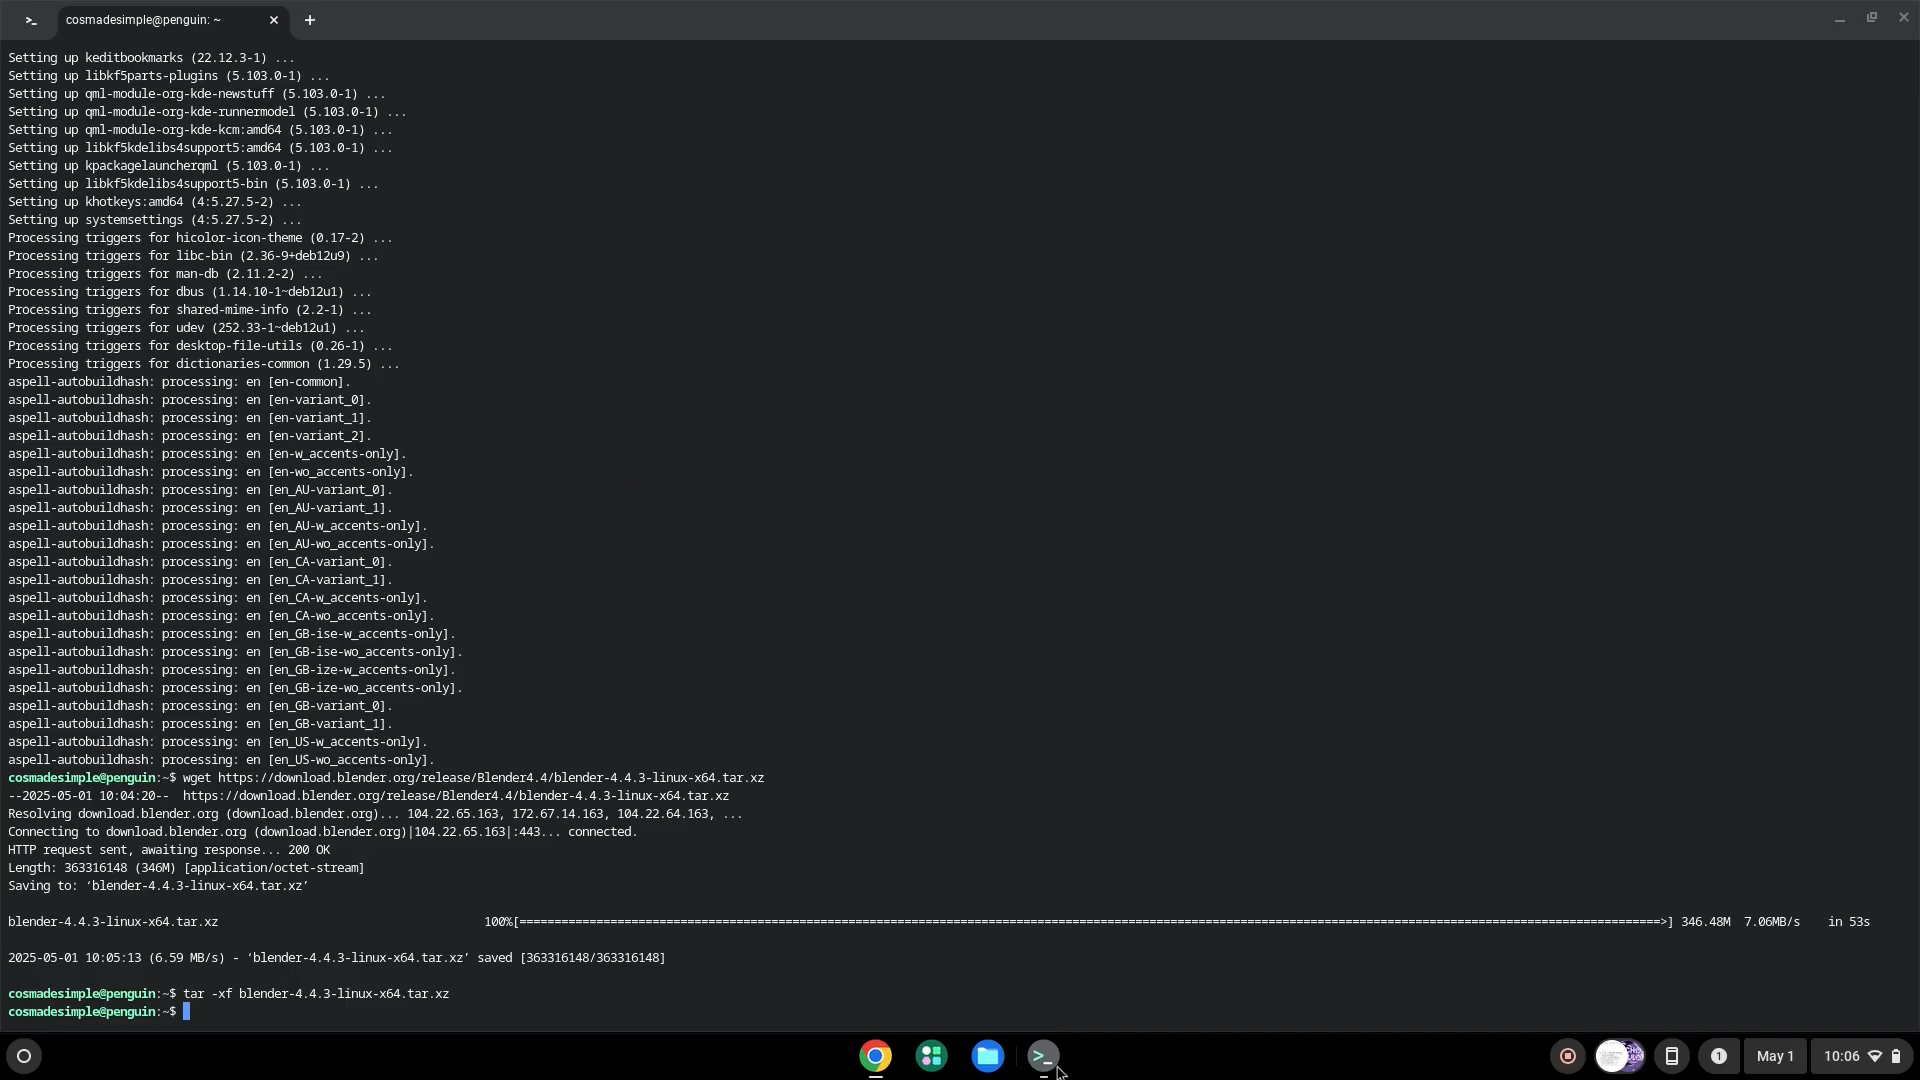 cosmadesimple@penguin: ~
Setting up keditbookmarks (22.12.3-1) ...
Setting up libkf5parts-plugins (5.103.0-1) ...
Setting up qml-module-org-kde-newstuff (5.103.0-1) ...
Setting up qml-module-org-kde-runnermodel (5.103.0-1) ...
Setting up qml-module-org-kde-kcm:amd64 (5.103.0-1) ...
Setting up libkf5kdelibs4support5:amd64 (5.103.0-1) ...
Setting up kpackagelauncherqml (5.103.0-1) ...
Setting up libkf5kdelibs4support5-bin (5.103.0-1) ...
Setting up khotkeys:amd64 (4:5.27.5-2) ...
Setting up systemsettings (4:5.27.5-2) ...
Processing triggers for hicolor-icon-theme (0.17-2) ...
Processing triggers for libc-bin (2.36-9+deb12u9) ...
Processing triggers for man-db (2.11.2-2) ...
Processing triggers for dbus (1.14.10-1~deb12u1) ...
Processing triggers for shared-mime-info (2.2-1) ...
Processing triggers for udev (252.33-1~deb12u1) ...
Processing triggers for desktop-file-utils (0.26-1) ...
Processing triggers for dictionaries-common (1.29.5) ...
aspell-autobuildhash: processing: en [en-common].
aspell-autobuildhash: processing: en [en-variant_0].
aspell-autobuildhash: processing: en [en-variant_1].
aspell-autobuildhash: processing: en [en-variant_2].
aspell-autobuildhash: processing: en [en-w_accents-only].
aspell-autobuildhash: processing: en [en-wo_accents-only].
aspell-autobuildhash: processing: en [en_AU-variant_0].
aspell-autobuildhash: processing: en [en_AU-variant_1].
aspell-autobuildhash: processing: en [en_AU-w_accents-only].
aspell-autobuildhash: processing: en [en_AU-wo_accents-only].
aspell-autobuildhash: processing: en [en_CA-variant_0].
aspell-autobuildhash: processing: en [en_CA-variant_1].
aspell-autobuildhash: processing: en [en_CA-w_accents-only].
aspell-autobuildhash: processing: en [en_CA-wo_accents-only].
aspell-autobuildhash: processing: en [en_GB-ise-w_accents-only].
aspell-autobuildhash: processing: en [en_GB-ise-wo_accents-only].
aspell-autobuildhash: processing: en [en_GB-ize-w_accents-only].
aspell-autobuildhash: processing: en [en_GB-ize-wo_accents-only].
aspell-autobuildhash: processing: en [en_GB-variant_0].
aspell-autobuildhash: processing: en [en_GB-variant_1].
aspell-autobuildhash: processing: en [en_US-w_accents-only].
aspell-autobuildhash: processing: en [en_US-wo_accents-only].
cosmadesimple@penguin:~$ wget https://download.blender.org/release/Blender4.4/blender-4.4.3-linux-x64.tar.xz
--2025-05-01 10:04:20--  https://download.blender.org/release/Blender4.4/blender-4.4.3-linux-x64.tar.xz
Resolving download.blender.org (download.blender.org)... 104.22.65.163, 172.67.14.163, 104.22.64.163, ...
Connecting to download.blender.org (download.blender.org)|104.22.65.163|:443... connected.
HTTP request sent, awaiting response... 200 OK
Length: 363316148 (346M) [application/octet-stream]
Saving to: ‘blender-4.4.3-linux-x64.tar.xz’
blender-4.4.3-linux-x64.tar.xz 100%[===================================================>] 346.48M 7.06MB/s in 53s
2025-05-01 10:05:13 (6.59 MB/s) - ‘blender-4.4.3-linux-x64.tar.xz’ saved [363316148/363316148]
cosmadesimple@penguin:~$ tar -xf blender-4.4.3-linux-x64.tar.xz
cosmadesimple@penguin:~$
1 May 1 10:06